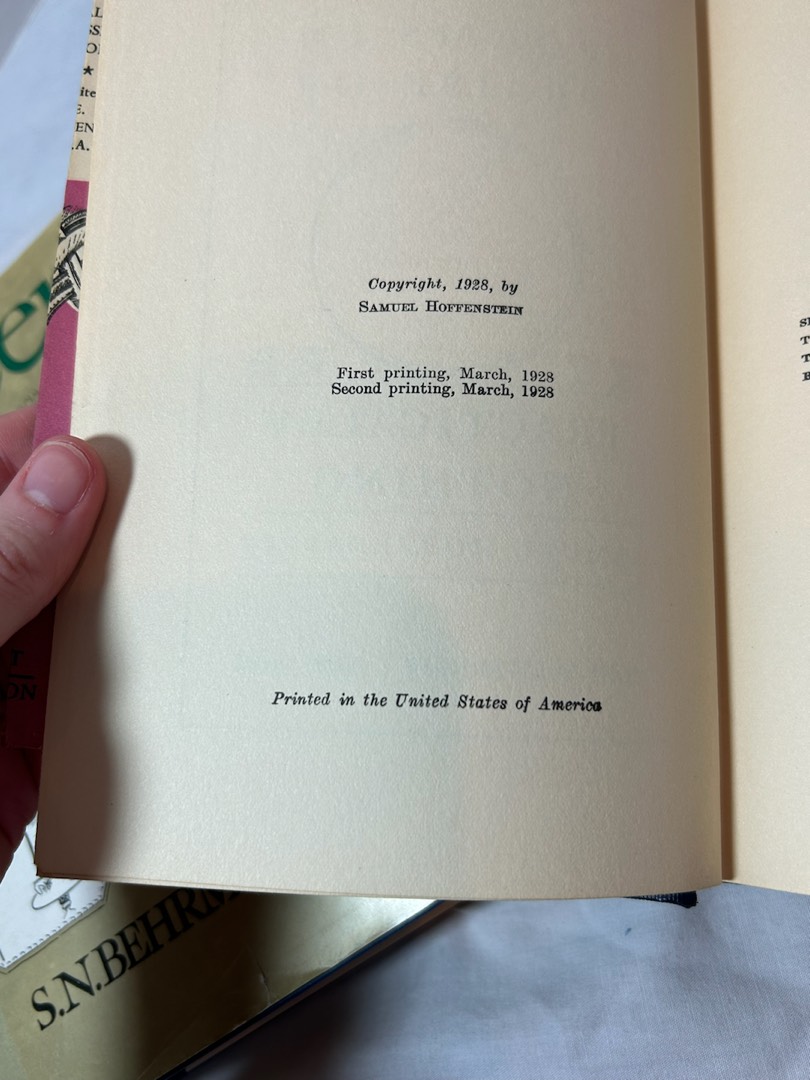 Copyright, 1928, by
SAMUEL HOFFENSTEIN
First printing, March, 1928
Second printing, March, 1928
Printed in the United States of America
S.N.BEHRM